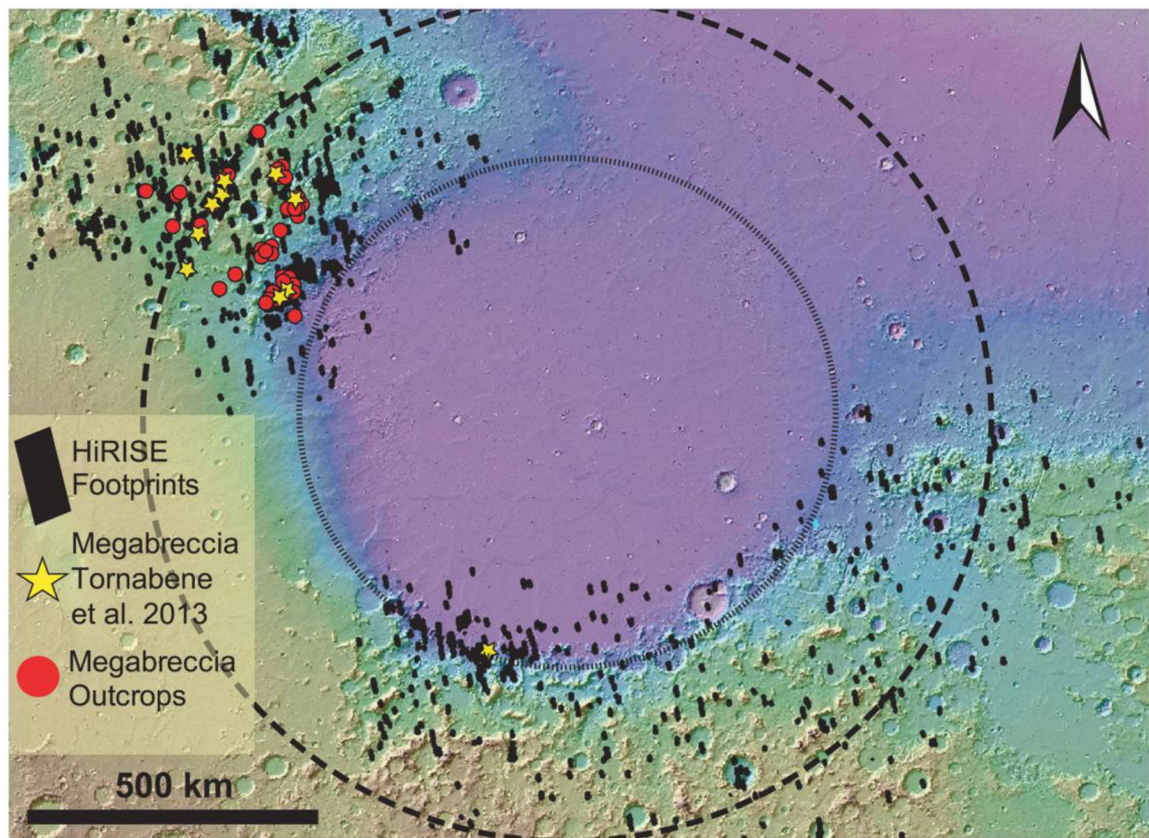 HiRISE
Footprints
Megabreccia
Tornabene
et al. 2013
Megabreccia
Outcrops
500 km